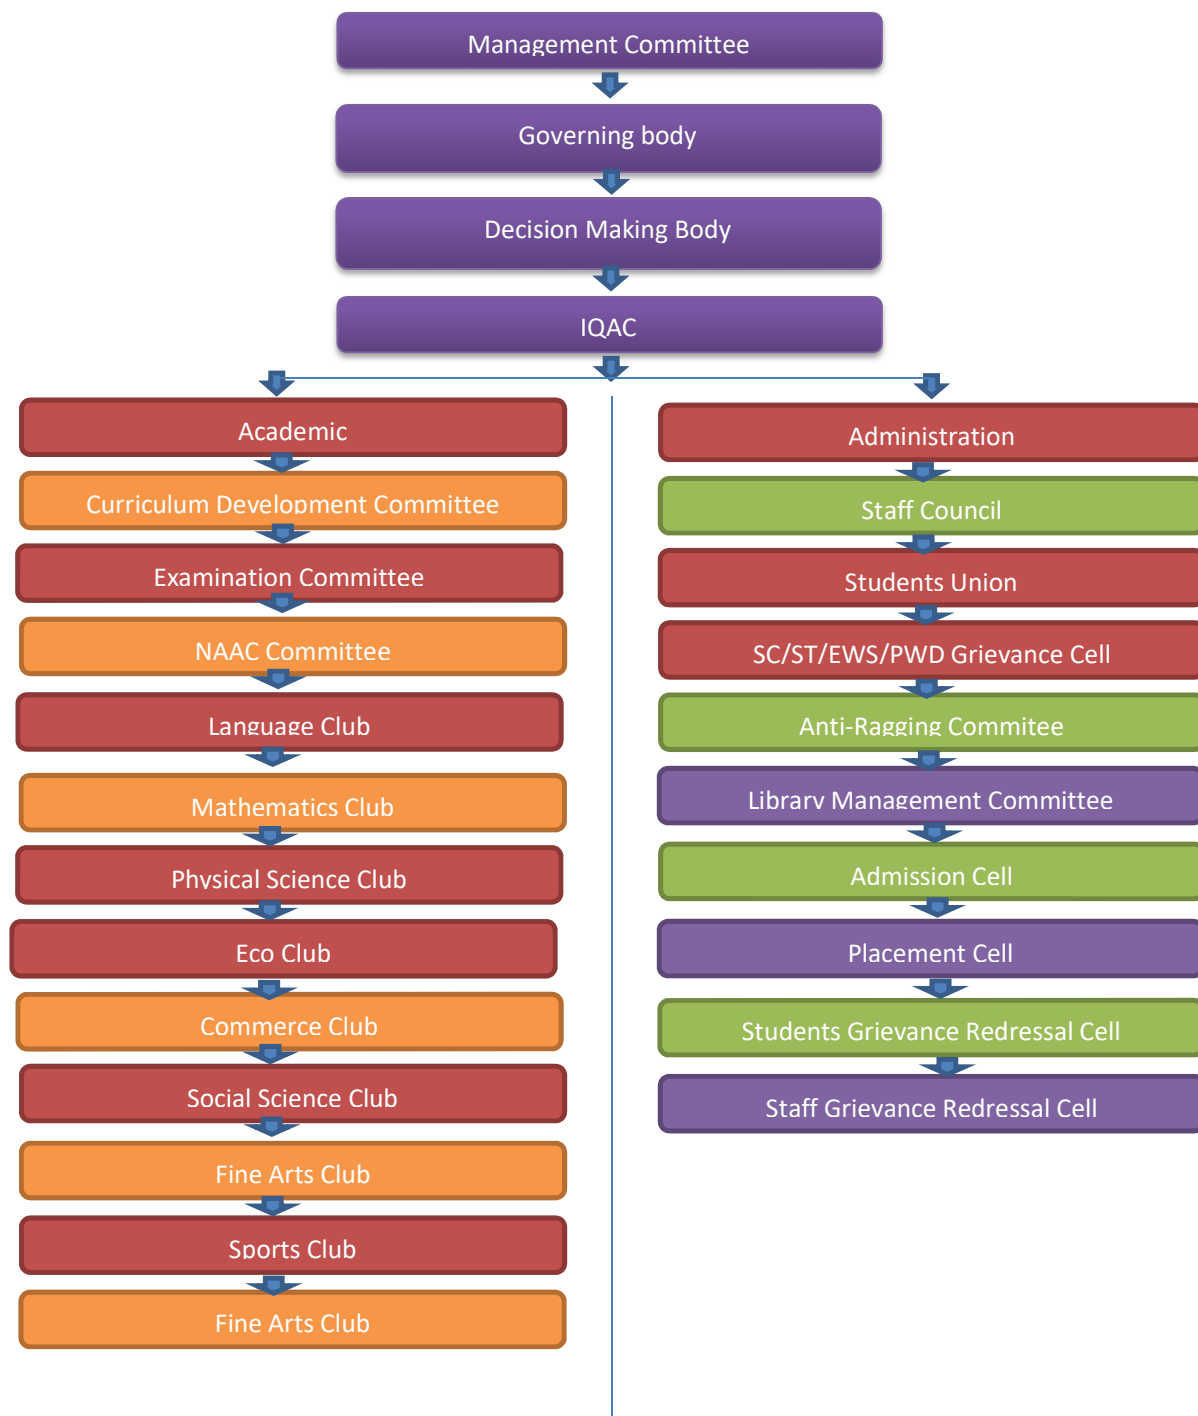 Management Committee
Governing body
Decision Making Body
IQAC
Academic
Curriculum Development Committee
Examination Committee
NAAC Committee
Language Club
Mathematics Club
Physical Science Club
Eco Club
Commerce Club
Social Science Club
Fine Arts Club
Sports Club
Fine Arts Club
Administration
Staff Council
Students Union
SC/ST/EWS/PWD Grievance Cell
Anti-Ragging Commitee
Library Management Committee
Admission Cell
Placement Cell
Students Grievance Redressal Cell
Staff Grievance Redressal Cell